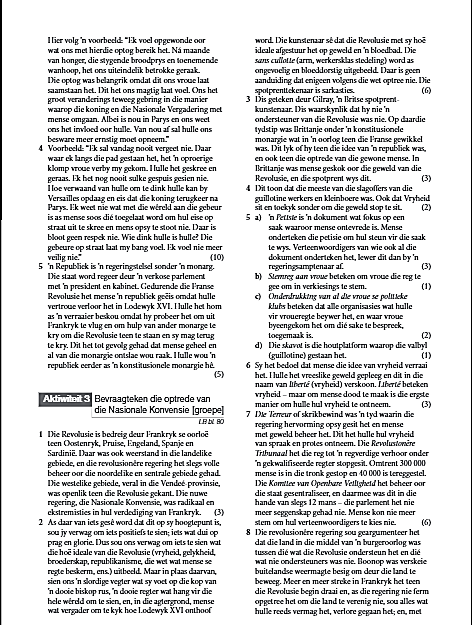 Hier volg 'n voorbeeld: "Ek voel opgewonde oor
wat ons met hierdie optog bereik het. Ná maande
van honger, die stygende broodprys en toenemende
wanhoop, het ons uiteindelik betrokke geraak.
Die optog was belangrik omdat dit ons vroue laat
saamstaan het. Dit het ons magtig laat voel. Ons het
groot veranderings teweeg gebring in die manier
waarop die koning en die Nasionale Vergadering met
mense omgaan. Albei is nou in Parys en ons weet
ons het invloed oor hulle. Van nou af sal hulle ons
besware meer ernstig moet opneem."
4 Voorbeeld: "Ek sal vandag nooit vergeet nie. Daar
waar ek langs die pad gestaan het, het 'n oproerige
klomp vroue verby my gekom. Hulle het geskree en
geraas. Ek het nog nooit sulke gespuis gesien nie.
Hoe verwaand van hulle om te dink hulle kan by
Versailles opdaag en eis dat die koning terugkeer na
Parys. Ek weet nie wat met die wêreld aan die gebeur
is as mense soos dié toegelaat word om hul eise op
straat uit te skree en mens opsy te stoot nie. Daar is
bloot geen respek nie. Wie dink hulle is hulle? Die
gebeure op straat laat my bang voel. Ek voel nie meer
veilig nie." (10)
5 'n Republiek is 'n regeringstelsel sonder 'n monarg.
Die staat word regeer deur 'n verkose parlement
met 'n president en kabinet. Gedurende die Franse
Revolusie het mense 'n republiek geëis omdat hulle
vertroue verloor het in Lodewyk XVI. Hulle het hom
as 'n verraaier beskou omdat hy probeer het om uit
Frankryk te vlug en om hulp van ander monarge te
kry om die Revolusie teen te staan en sy mag terug
te kry. Dit het tot gevolg gehad dat mense geheel en
al van die monargie ontslae wou raak. Hulle wou 'n
republiek eerder as 'n konstitusionele monargie hê.
(5)
Aktiwiteit 3 Bevraagteken die optrede van
die Nasionale Konvensie [groepe]
LB bl. 80
1 Die Revolusie is bedreig deur Frankryk se oorloë
teen Oostenryk, Pruise, Engeland, Spanje en
Sardinië. Daar was ook weerstand in die landelike
gebiede, en die revolusionêre regering het slegs volle
beheer oor die noordelike en sentrale gebiede gehad.
Die westelike gebiede, veral in die Vendeé-provinsie,
was openlik teen die Revolusie gekant. Die nuwe
regering, die Nasionale Konvensie, was radikaal en
ekstremisties in hul verdediging van Frankryk. (3)
2 As daar van iets gesê word dat dit op sy hoogtepunt is,
sou jy verwag om iets positiefs te sien; iets wat dui op
prag en glorie. Dus sou ons verwag om iets te sien wat
die hoë ideale van die Revolusie (vryheid, gelykheid,
broederskap, republikanisme, die wet wat mense se
regte beskerm, ens.) uitbeeld. Maar in plaas daarvan,
sien ons 'n slordige vegter wat sy voet op die kop van
'n dooie biskop rus, 'n dooie regter wat hang vir die
hele wêreld om te sien, en, in die agtergrond, mense
wat vergader om te kyk hoe Lodewyk XVI onthoof
word. Die kunstenaar sê dat die Revolusie met sy hoë
ideale afgestuur het op geweld en 'n bloedbad. Die
sans cullotte (arm, werkersklas stedeling) word as
ongevoelig en bloeddorstig uitgebeeld. Daar is geen
aanduiding dat enigeen volgens die wet optree nie. Die
spotprenttekenaar is sarkasties. (6)
3 Dis geteken deur Gilray, 'n Britse spotprent-
kunstenaar. Dis waarskynlik dat hy nie 'n
ondersteuner van die Revolusie was nie. Op daardie
tydstip was Brittanje onder 'n konstitusionele
monargie wat in 'n oorlog teen die Franse gewikkel
was. Dit lyk of hy teen die idee van 'n republiek was,
en ook teen die optrede van die gewone mense. In
Brittanje was mense geskok oor die geweld van die
Revolusie, en die spotprent wys dit. (3)
4 Dit toon dat die meeste van die slagoffers van die
guillotine werkers en kleinboere was. Ook dat Vryheid
sit en toekyk sonder om die geweld stop te sit. (2)
5 a) 'n Petisie is 'n dokument wat fokus op een
saak waaroor mense ontevrede is. Mense
onderteken die petisie om hul steun vir die saak
te wys. Verteenwoordigers van wie ook al die
dokument onderteken het, lewer dit dan by 'n
regeringsamptenaar af. (3)
b) Stemreg aan vroue beteken om vroue die reg te
gee om in verkiesings te stem. (1)
c) Onderdrukking van al die vroue se politieke
klubs beteken dat alle organisasies wat hulle
vir vroueregte beywer het, en waar vroue
byeengekom het om dié sake te bespreek,
toegemaak is. (2)
d) Die skavot is die houtplatform waarop die valbyl
(guillotine) gestaan het. (1)
6 Sy het bedoel dat mense die idee van vryheid verraai
het. Hulle het vreeslike geweld gepleeg en dit in die
naam van liberté (vryheid) verskoon. Liberté beteken
vryheid – maar om mense dood te maak is die ergste
manier om hulle hul vryheid te ontneem. (3)
7 Die Terreur of skrikbewind was 'n tyd waarin die
regering hervorming opsy gesit het en mense
met geweld beheer het. Dit het hulle hul vryheid
van spraak en protes ontneem. Die Revolusionêre
Tribunaal het die reg tot 'n regverdige verhoor onder
'n gekwalifiseerde regter stopgesit. Omtrent 300 000
mense is in die tronk gestop en 40 000 is tereggestel.
Die Komitee van Openbare Veiligheid het beheer oor
die staat gesentraliseer, en daarmee was dit in die
hande van slegs 12 mans – die parlement het nie
meer seggenskap gehad nie. Mense kon nie meer
stem om hul verteenwoordigers te kies nie. (6)
8 Die revolusionêre regering sou geargumenteer het
dat die land in die middel van 'n burgeroorlog was
tussen dié wat die Revolusie ondersteun het en dié
wat nie ondersteuners was nie. Boonop was verskeie
buitelandse weermagte besig om deur die land te
beweeg. Meer en meer streke in Frankryk het teen
die Revolusie begin draai en, as die regering nie ferm
opgetree het om die land te verenig nie, sou alles wat
hulle reeds vermag het, verlore gegaan het; en, met